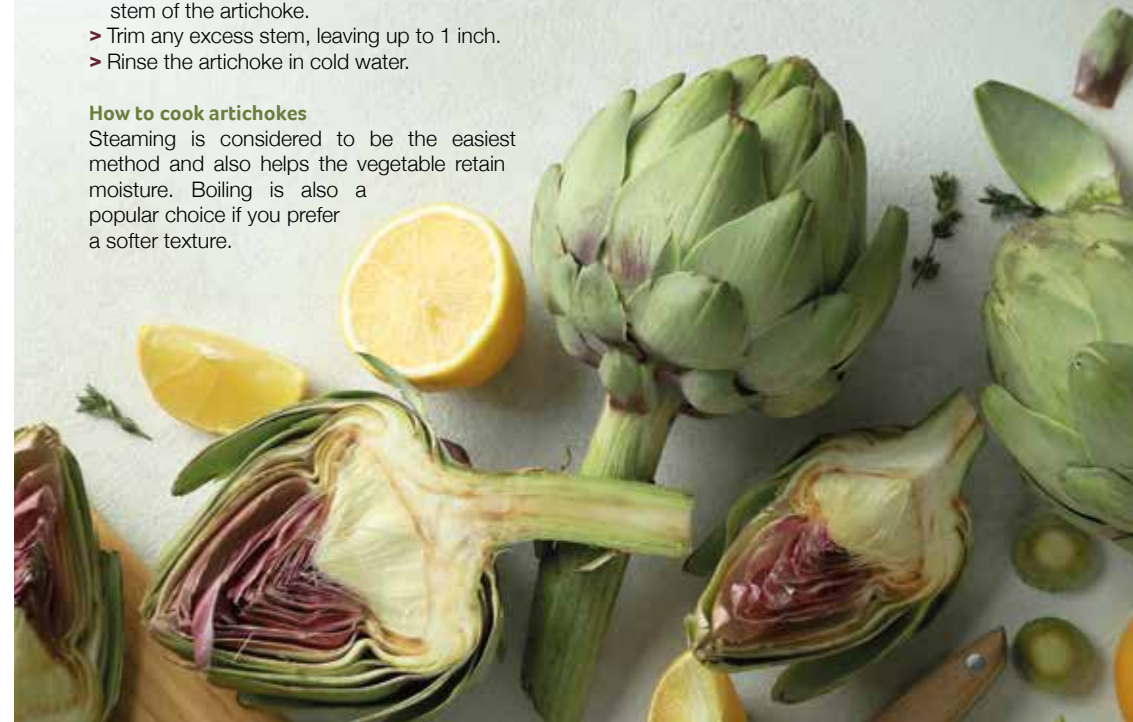 stem of the artichoke.
> Trim any excess stem, leaving up to 1 inch.
> Rinse the artichoke in cold water.
How to cook artichokes
Steaming is considered to be the easiest
method and also helps the vegetable retain
moisture. Boiling is also a
popular choice if you prefer
a softer texture.